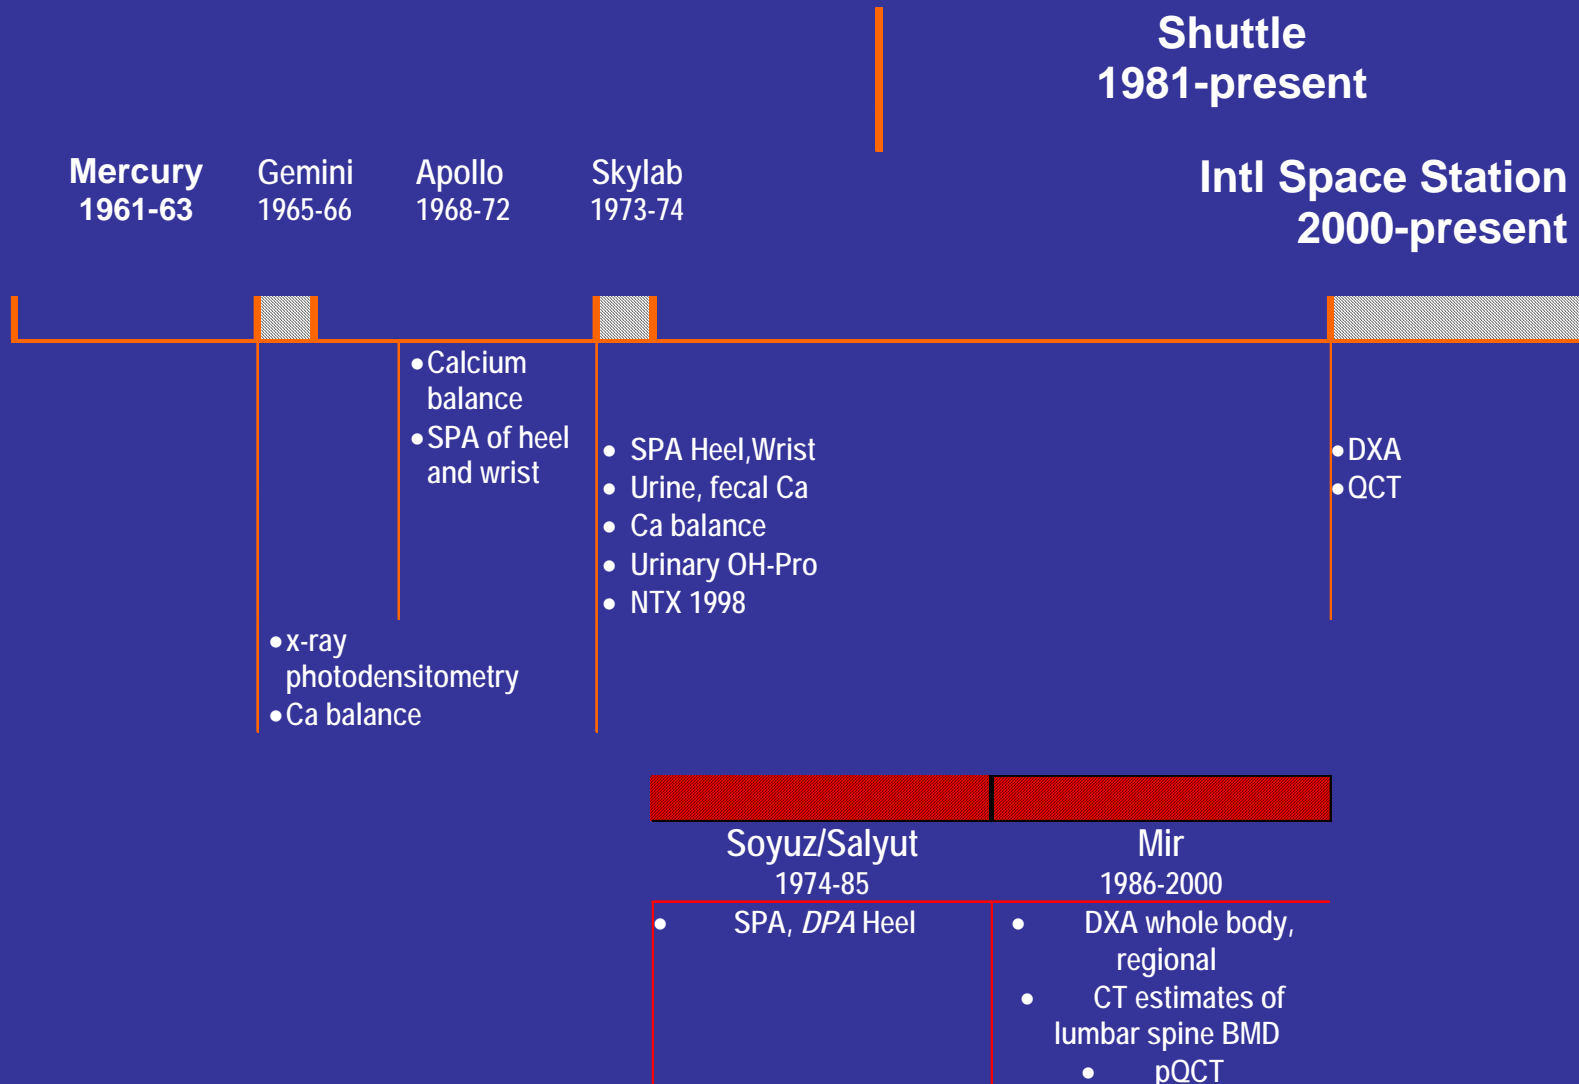 Shuttle
1981-present
Mercury
1961-63
Gemini
1965-66
Apollo
1968-72
Skylab
1973-74
Intl Space Station
2000-present
• Calcium
balance
• SPA of heel
and wrist
• SPA Heel,Wrist
• Urine, fecal Ca
• Ca balance
• Urinary OH-Pro
• NTX 1998
• DXA
• QCT
• x-ray
photodensitometry
• Ca balance
Soyuz/Salyut
1974-85
• SPA, DPA Heel
Mir
1986-2000
• DXA whole body,
regional
• CT estimates of
lumbar spine BMD
• pQCT